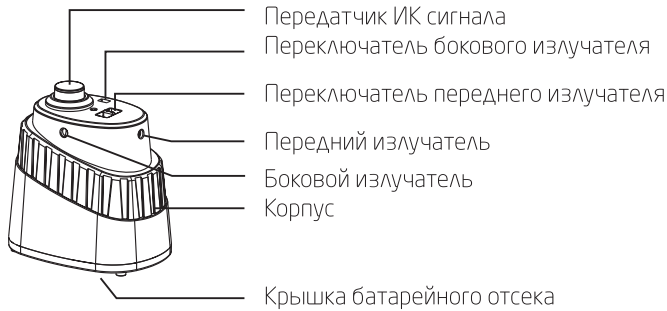 Передатчик ИК сигнала
Переключатель бокового излучателя
Переключатель переднего излучателя
Передний излучатель
Боковой излучатель
Корпус
Крышка батарейного отсека